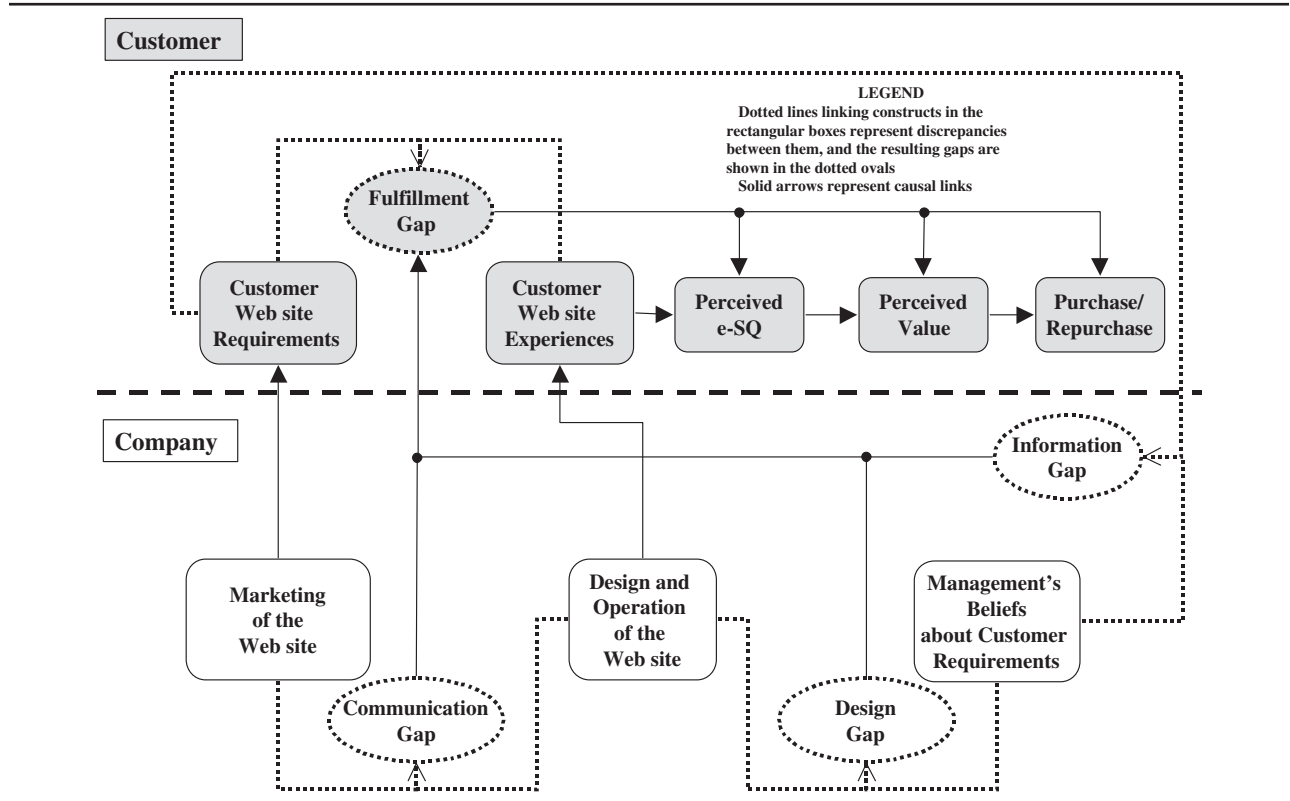 Customer
LEGEND
Dotted lines linking constructs in the
rectangular boxes represent discrepancies
between them, and the resulting gaps are
shown in the dotted ovals
Solid arrows represent causal links
Fulfillment
Gap
Customer
Web site
Requirements
Customer
Web site
Experiences
Perceived
e-SQ
Perceived
Value
Purchase/
Repurchase
Company
Information
Gap
Marketing
of the
Web site
Design and
Operation
of the
Web site
Management's
Beliefs
about Customer
Requirements
Communication
Gap
Design
Gap